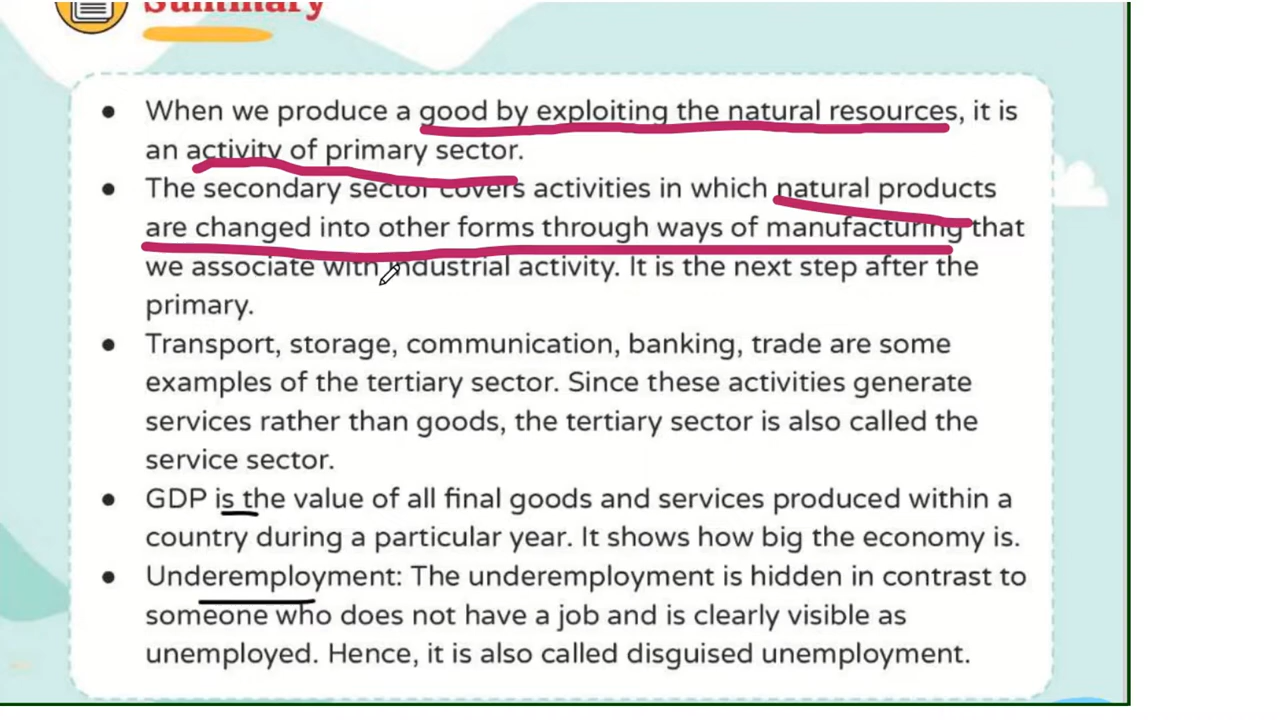 Summary
• When we produce a good by exploiting the natural resources, it is
an activity of primary sector.
• The secondary sector covers activities in which natural products
are changed into other forms through ways of manufacturing that
we associate with industrial activity. It is the next step after the
primary.
• Transport, storage, communication, banking, trade are some
examples of the tertiary sector. Since these activities generate
services rather than goods, the tertiary sector is also called the
service sector.
• GDP is the value of all final goods and services produced within a
country during a particular year. It shows how big the economy is.
• Underemployment: The underemployment is hidden in contrast to
someone who does not have a job and is clearly visible as
unemployed. Hence, it is also called disguised unemployment.